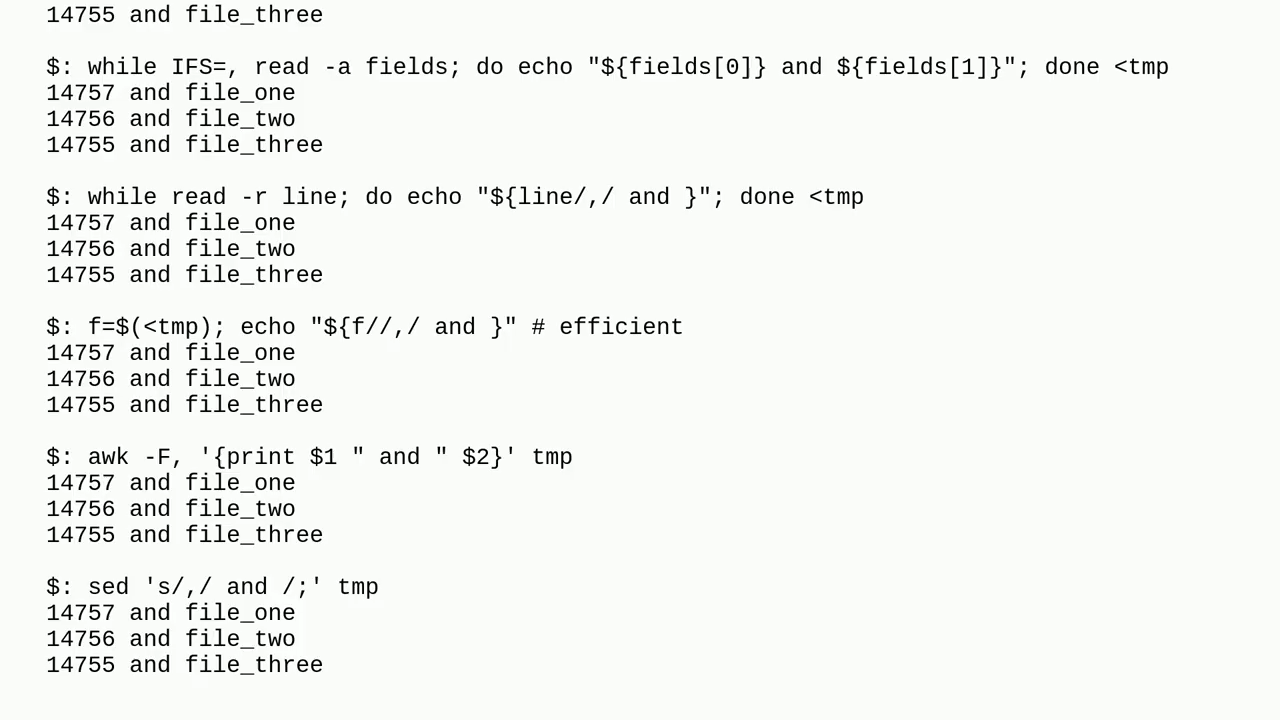 14755 and file_three
$: while IFS=, read -a fields; do echo "${fields[0]} and ${fields[1]}"; done <tmp
14757 and file_one
14756 and file_two
14755 and file_three
$: while read -r line; do echo "${line/,/ and }"; done <tmp
14757 and file_one
14756 and file_two
14755 and file_three
$: f=$(<tmp); echo "${f//,/ and }" # efficient
14757 and file_one
14756 and file_two
14755 and file_three
$: awk -F, '{print $1 " and " $2}' tmp
14757 and file_one
14756 and file_two
14755 and file_three
$: sed 's/,/ and /;' tmp
14757 and file_one
14756 and file_two
14755 and file_three